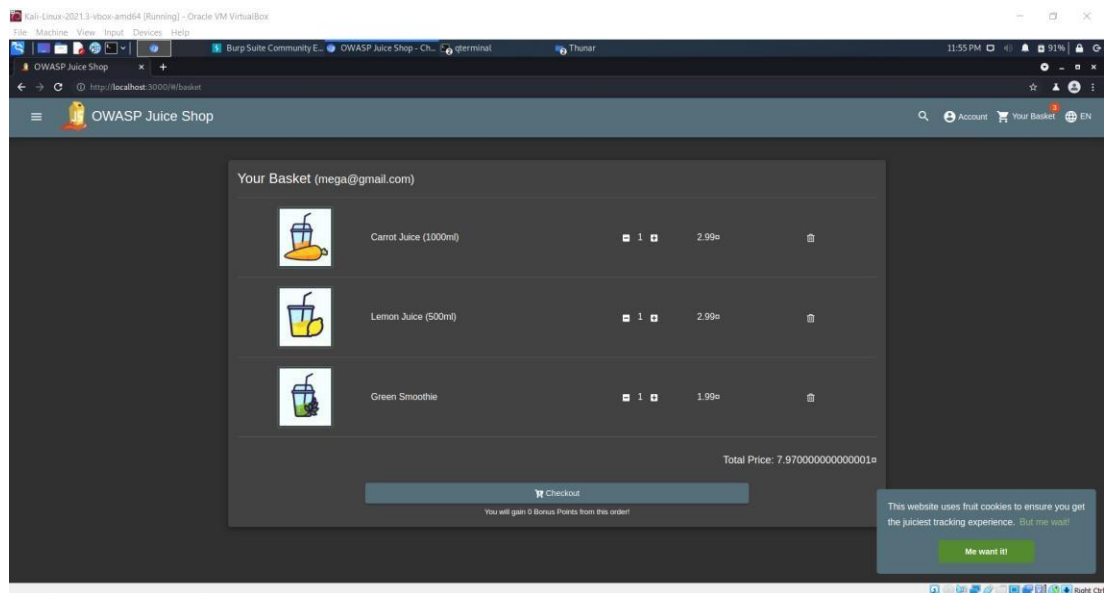 Kali-Linux-2021.3-vbox-amd64 [Running] - Oracle VM VirtualBox
File Machine View Input Devices Help
Burp Suite Community E... OWASP Juice Shop - Ch... qterminal Thunar 11:55 PM 91%
OWASP Juice Shop
http://localhost:3000/#/basket
OWASP Juice Shop Account Your Basket 3 EN
Your Basket (mega@gmail.com)
Carrot Juice (1000ml) 1 2.99¤
Lemon Juice (500ml) 1 2.99¤
Green Smoothie 1 1.99¤
Total Price: 7.970000000000001¤
Checkout
You will gain 0 Bonus Points from this order!
This website uses fruit cookies to ensure you get
the juiciest tracking experience. But me wait!
Me want it!
Right Ctrl